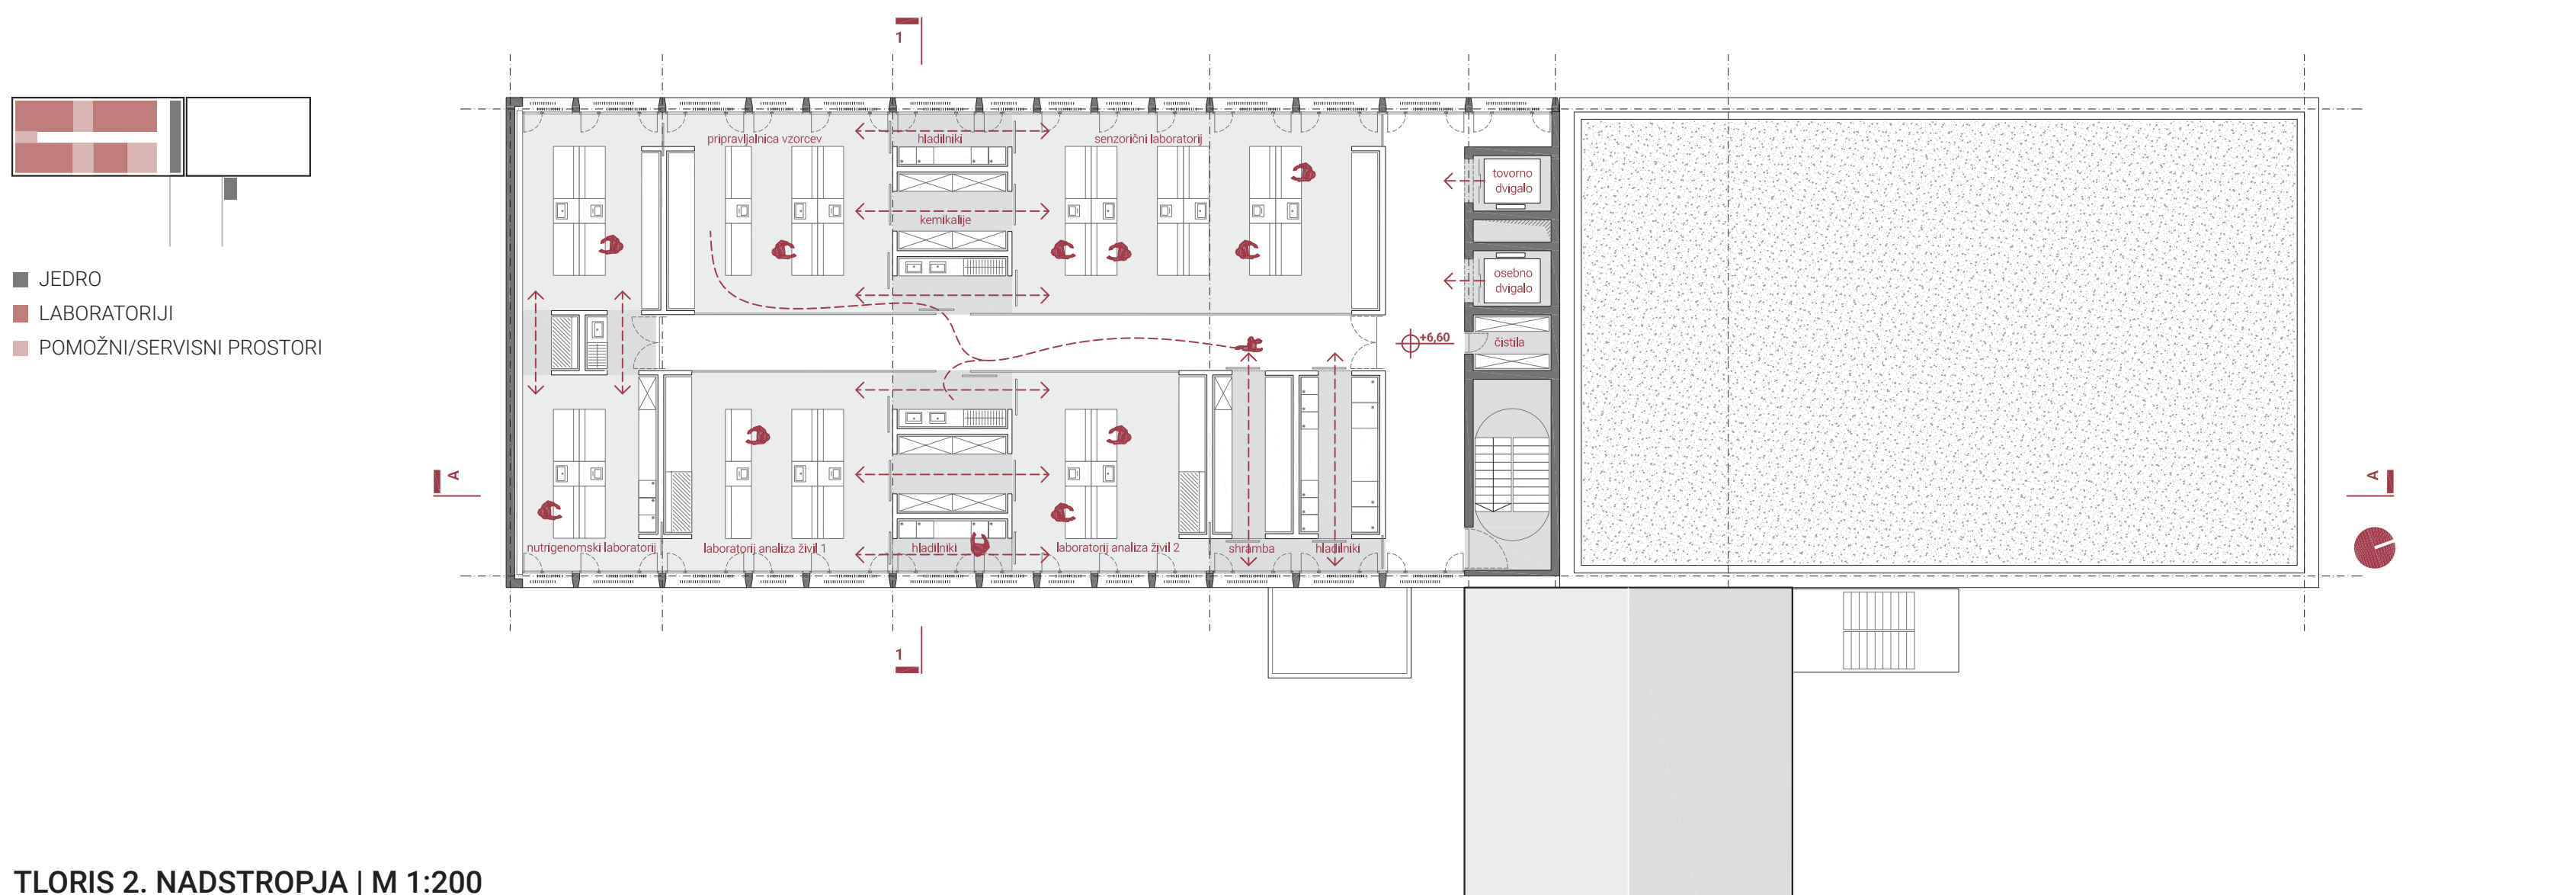 1
JEDRO
LABORATORIJI
POMOŽNI/SERVISNI PROSTORI
pripravljalnica vzorcev
hladilniki
senzorični laboratorij
kemikalije
tovorno
dvigalo
osebno
dvigalo
+6,60
čistila
A
A
nutrigenomski laboratorij
laboratorij analiza živil 1
hladilniki
laboratorij analiza živil 2
shramba
hladilniki
1
TLORIS 2. NADSTROPJA | M 1:200